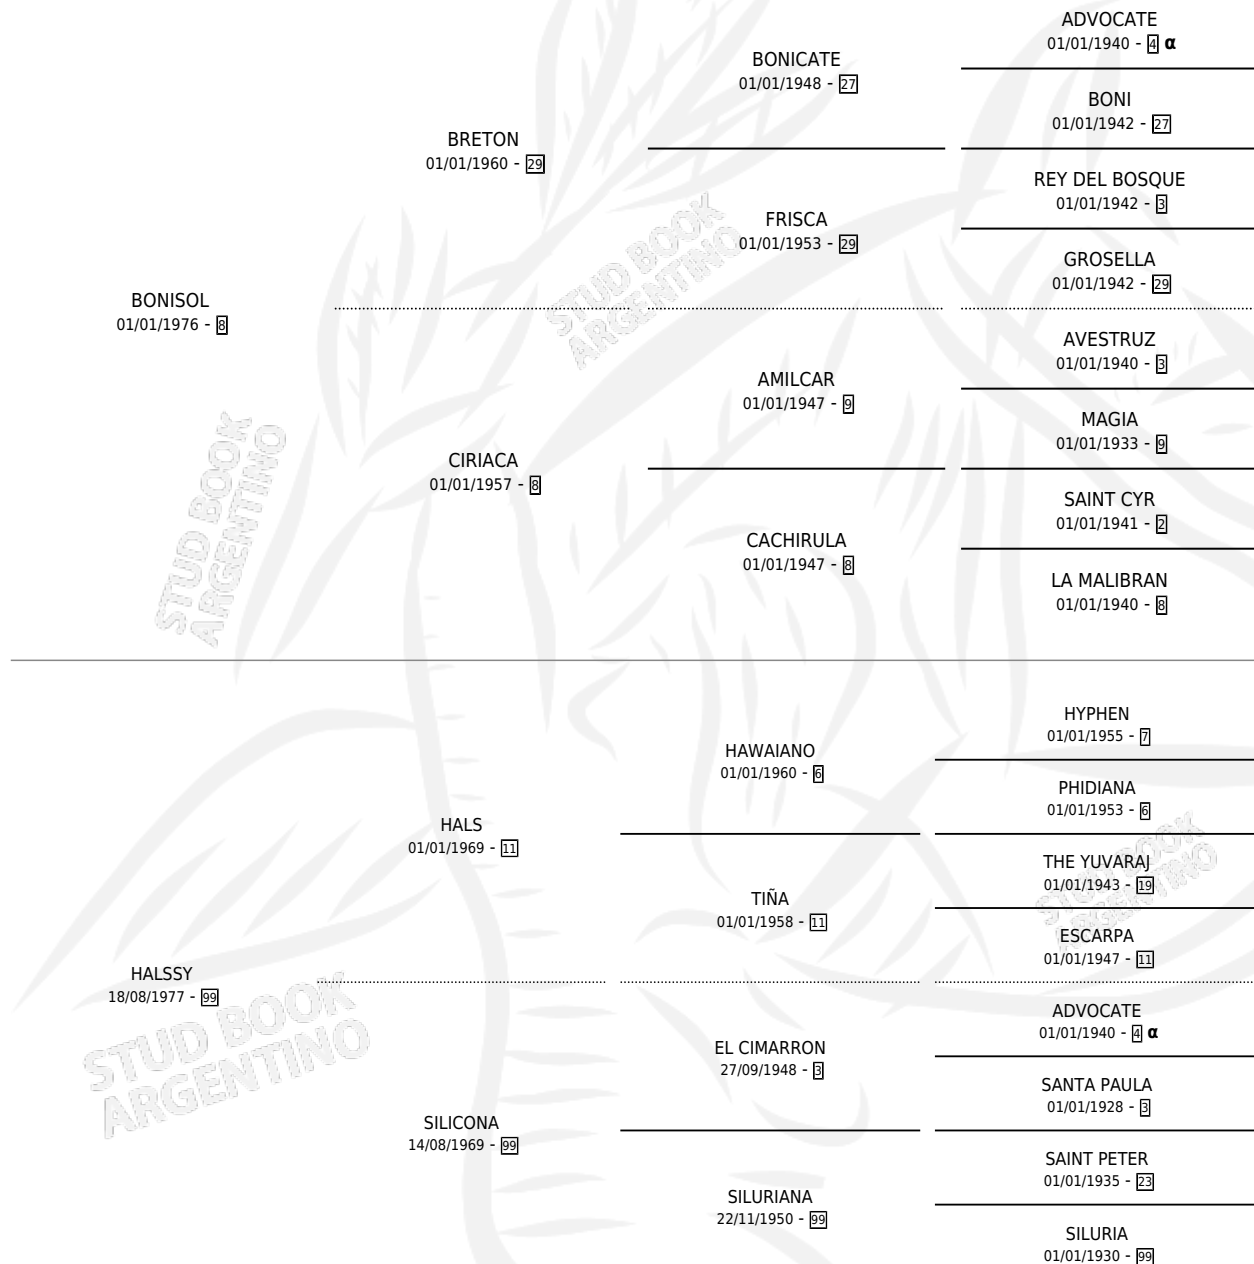 ADVOCATE
01/01/1940 - 4 α
BONICATE
01/01/1948 - 27
BONI
01/01/1942 - 27
BRETON
01/01/1960 - 29
REY DEL BOSQUE
01/01/1942 - 3
FRISCA
01/01/1953 - 29
GROSELLA
01/01/1942 - 29
STUD BOOK
ARGENTINO
BONISOL
01/01/1976 - 8
AVESTRUZ
01/01/1940 - 3
AMILCAR
01/01/1947 - 9
MAGIA
01/01/1933 - 9
CIRIACA
01/01/1957 - 8
SAINT CYR
01/01/1941 - 2
CACHIRULA
01/01/1947 - 8
LA MALIBRAN
01/01/1940 - 8
STUD BOOK
ARGENTINO
HYPHEN
01/01/1955 - 7
HAWAIANO
01/01/1960 - 6
PHIDIANA
01/01/1953 - 6
HALS
01/01/1969 - 11
THE YUVARAJ
01/01/1943 - 19
STUD BOOK
ARGENTINO
TIÑA
01/01/1958 - 11
ESCARPA
01/01/1947 - 11
HALSSY
18/08/1977 - 99
STUD BOOK
ARGENTINO
ADVOCATE
01/01/1940 - 4 α
EL CIMARRON
27/09/1948 - 3
SANTA PAULA
01/01/1928 - 3
SILICONA
14/08/1969 - 99
SAINT PETER
01/01/1935 - 23
SILURIANA
22/11/1950 - 99
SILURIA
01/01/1930 - 99